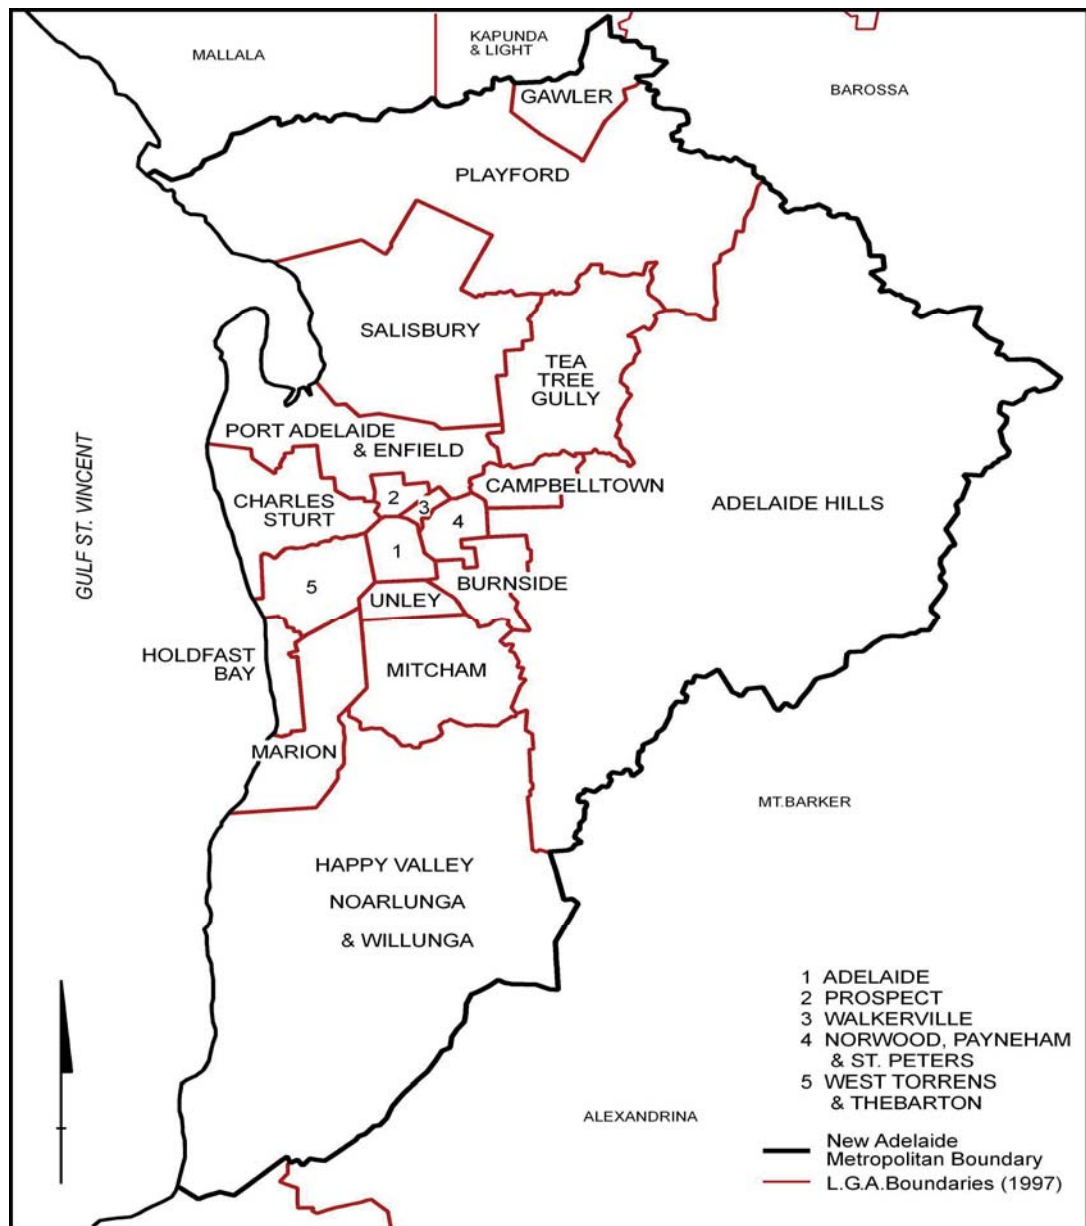 MALLALA
KAPUNDA
& LIGHT
BAROSSA
GAWLER
PLAYFORD
SALISBURY
TEA
TREE
GULLY
PORT ADELAIDE
& ENFIELD
GULF ST. VINCENT
CHARLES
STURT
2
3
4
CAMPBELLTOWN
ADELAIDE HILLS
1
5
BURNSIDE
UNLEY
HOLDFAST
BAY
MITCHAM
MARION
MT.BARKER
HAPPY VALLEY
NOARLUNGA
& WILLUNGA
ALEXANDRINA
1 ADELAIDE
2 PROSPECT
3 WALKERVILLE
4 NORWOOD, PAYNEHAM
& ST. PETERS
5 WEST TORRENS
& THEBARTON
New Adelaide
Metropolitan Boundary
L.G.A.Boundaries (1997)